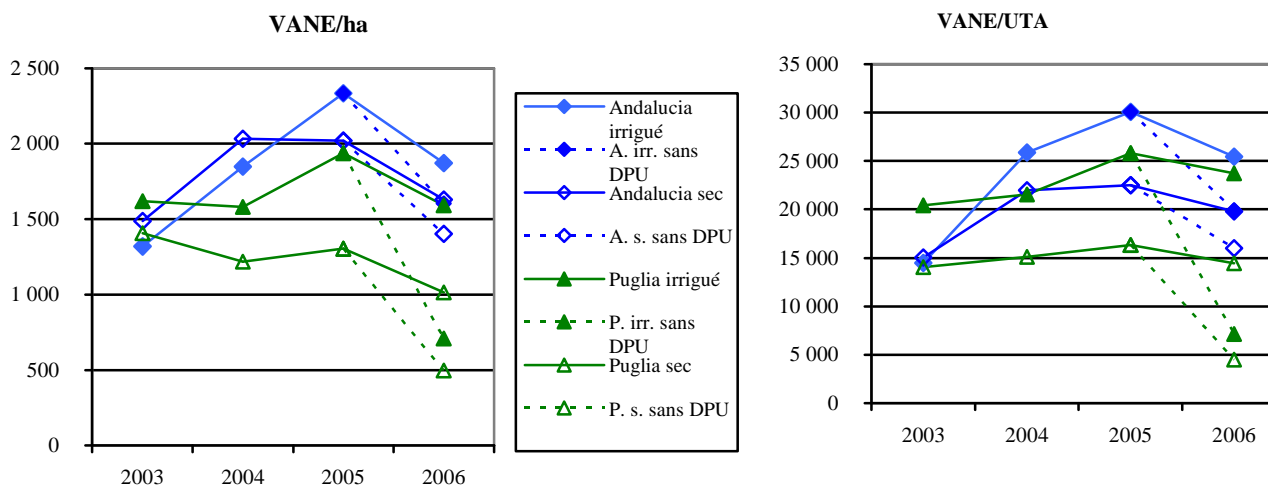 VANE/ha
2 500
2 000
1 500
1 000
500
0
2003 2004 2005 2006
Andalucia
irrigué
A. irr. sans
DPU
Andalucia sec
A. s. sans DPU
Puglia irrigué
P. irr. sans
DPU
Puglia sec
P. s. sans DPU
VANE/UTA
35 000
30 000
25 000
20 000
15 000
10 000
5 000
0
2003 2004 2005 2006